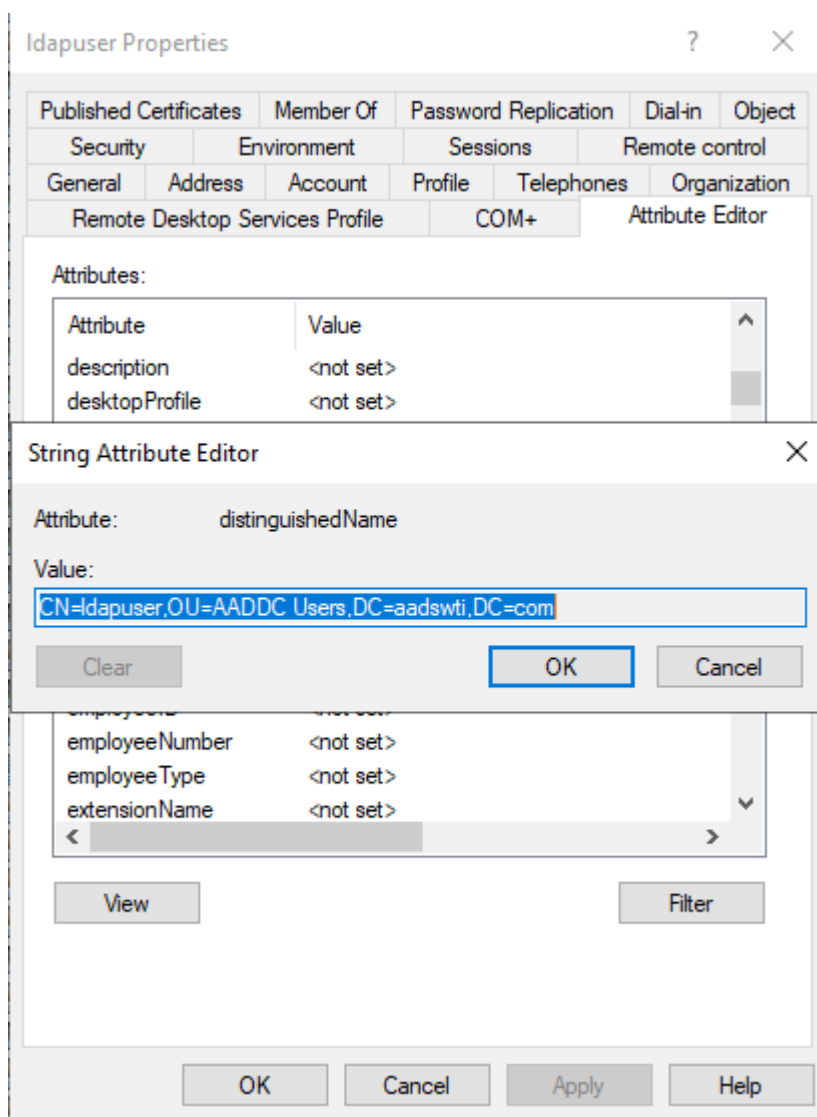 ldapuser Properties
Published Certificates Member Of Password Replication Dial-in Object
Security Environment Sessions Remote control
General Address Account Profile Telephones Organization
Remote Desktop Services Profile COM+ Attribute Editor
Attributes:
Attribute Value
description <not set>
desktopProfile <not set>
String Attribute Editor
Attribute: distinguishedName
Value:
CN=ldapuser,OU=AADDC Users,DC=aadswti,DC=com
Clear OK Cancel
employeeNumber <not set>
employeeType <not set>
extensionName <not set>
View Filter
OK Cancel Apply Help